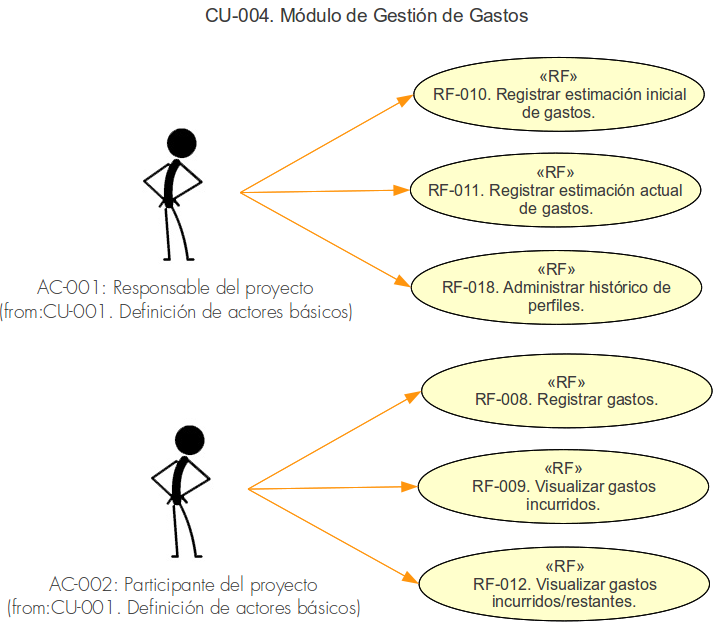 CU-004. Módulo de Gestión de Gastos
«RF»
RF-010. Registrar estimación inicial
de gastos.
«RF»
RF-011. Registrar estimación actual
de gastos.
«RF»
RF-018. Administrar histórico de
perfiles.
AC-001: Responsable del proyecto
(from:CU-001. Definición de actores básicos)
«RF»
RF-008. Registrar gastos.
«RF»
RF-009. Visualizar gastos
incurridos.
«RF»
RF-012. Visualizar gastos
incurridos/restantes.
AC-002: Participante del proyecto
(from:CU-001. Definición de actores básicos)